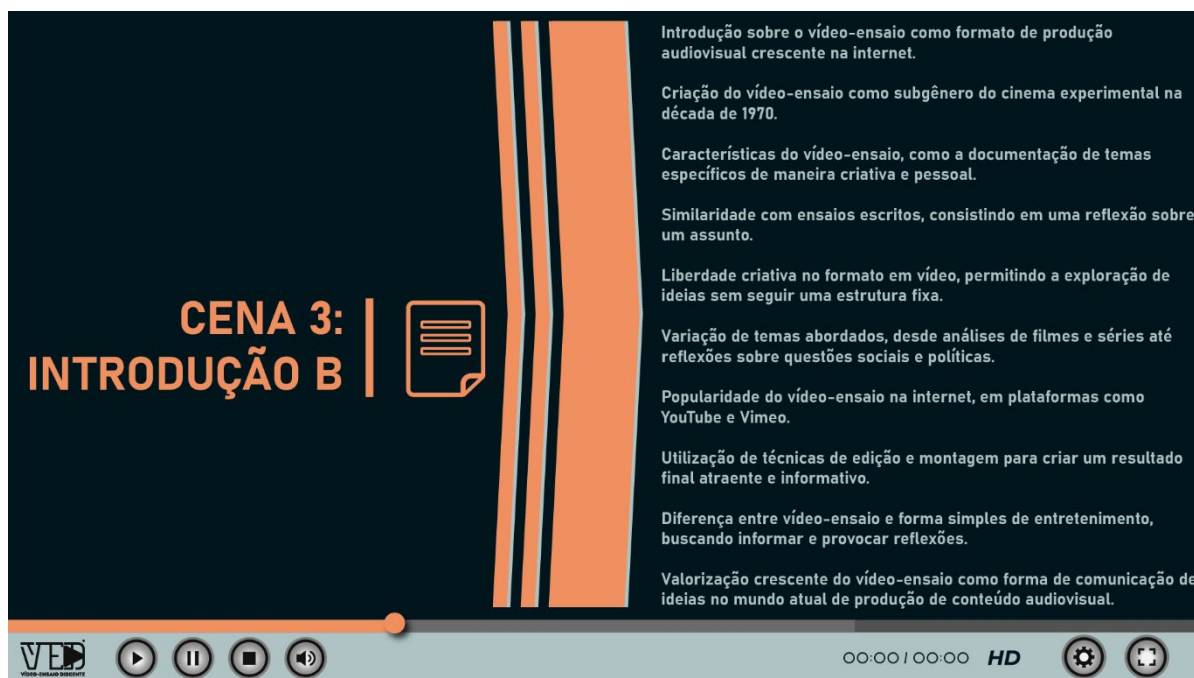 CENA 3:
INTRODUÇÃO B
Introdução sobre o vídeo-ensaio como formato de produção
audiovisual crescente na internet.
Criação do vídeo-ensaio como subgênero do cinema experimental na
década de 1970.
Características do vídeo-ensaio, como a documentação de temas
específicos de maneira criativa e pessoal.
Similaridade com ensaios escritos, consistindo em uma reflexão sobre
um assunto.
Liberdade criativa no formato em vídeo, permitindo a exploração de
ideias sem seguir uma estrutura fixa.
Variação de temas abordados, desde análises de filmes e séries até
reflexões sobre questões sociais e políticas.
Popularidade do vídeo-ensaio na internet, em plataformas como
YouTube e Vimeo.
Utilização de técnicas de edição e montagem para criar um resultado
final atraente e informativo.
Diferença entre vídeo-ensaio e forma simples de entretenimento,
buscando informar e provocar reflexões.
Valorização crescente do vídeo-ensaio como forma de comunicação de
ideias no mundo atual de produção de conteúdo audiovisual.
VED
VÍDEO-ENSAIO DIRGENTE
00:00 / 00:00 HD